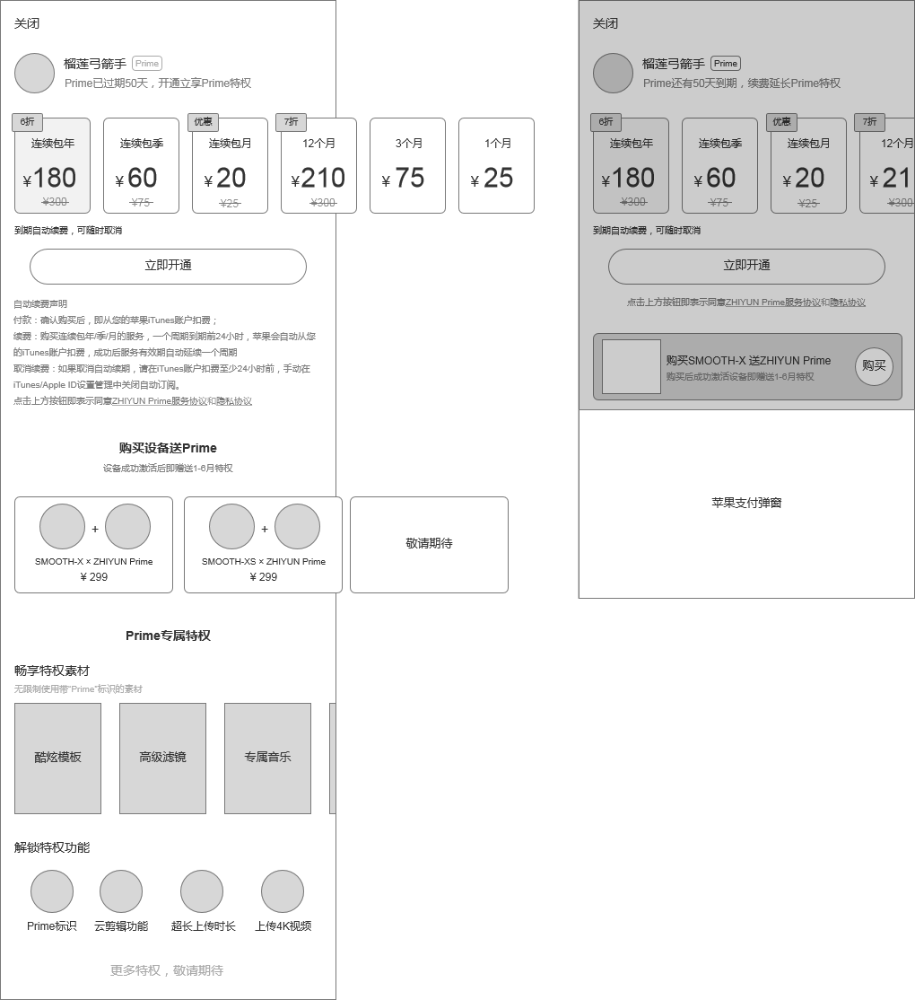 关闭
榴莲弓箭手 Prime
Prime已过期50天，开通立享Prime特权
6折 优惠 7折
连续包年 连续包季 连续包月 12个月 3个月 1个月
¥180 ¥60 ¥20 ¥210 ¥75 ¥25
¥300 ¥75 ¥25 ¥300
到期自动续费，可随时取消
立即开通
自动续费声明
付款：确认购买后，即从您的苹果iTunes账户扣费；
续费：购买连续包年/季/月的服务，一个周期到期前24小时，苹果会自动从您
的iTunes账户扣费，成功后服务有效期自动延续一个周期
取消续费：如果取消自动续期，请在iTunes账户扣费至少24小时前，手动在
iTunes/Apple ID设置管理中关闭自动订阅。
点击上方按钮即表示同意ZHIYUN Prime服务协议和隐私协议
购买设备送Prime
设备成功激活后即赠送1-6月特权
+ +
SMOOTH-X × ZHIYUN Prime SMOOTH-XS × ZHIYUN Prime 敬请期待
¥ 299 ¥ 299
Prime专属特权
畅享特权素材
无限制使用带“Prime”标识的素材
酷炫模板 高级滤镜 专属音乐
解锁特权功能
Prime标识 云剪辑功能 超长上传时长 上传4K视频
更多特权，敬请期待
关闭
榴莲弓箭手 Prime
Prime还有50天到期，续费延长Prime特权
6折 优惠 7折
连续包年 连续包季 连续包月 12个月
¥180 ¥60 ¥20 ¥21
¥300 ¥75 ¥25 ¥300
到期自动续费，可随时取消
立即开通
点击上方按钮即表示同意ZHIYUN Prime服务协议和隐私协议
购买SMOOTH-X 送ZHIYUN Prime
购买后成功激活设备即赠送1-6月特权
购买
苹果支付弹窗